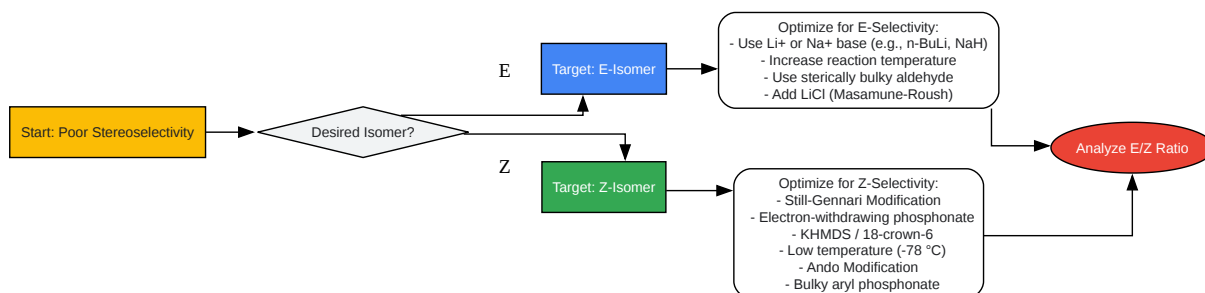 Start: Poor Stereoselectivity
Desired Isomer?
E
Target: E-Isomer
Optimize for E-Selectivity:
- Use Li+ or Na+ base (e.g., n-BuLi, NaH)
- Increase reaction temperature
- Use sterically bulky aldehyde
- Add LiCl (Masamune-Roush)
Z
Target: Z-Isomer
Optimize for Z-Selectivity:
- Still-Gennari Modification
- Electron-withdrawing phosphonate
- KHMDS / 18-crown-6
- Low temperature (-78 °C)
- Ando Modification
- Bulky aryl phosphonate
Analyze E/Z Ratio